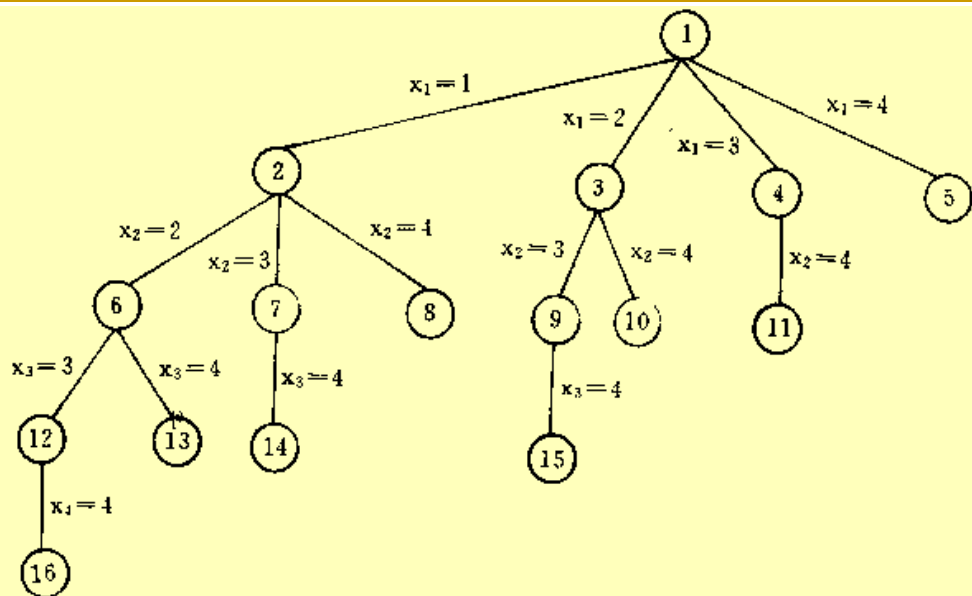 1
x₁=1
x₁=2
x₁=3
x₁=4
2
3
4
5
x₂=2
x₂=3
x₂=4
x₂=3
x₂=4
x₂=4
6
7
8
9
10
11
x₃=3
x₃=4
x₃=4
x₃=4
12
13
14
15
x₄=4
16